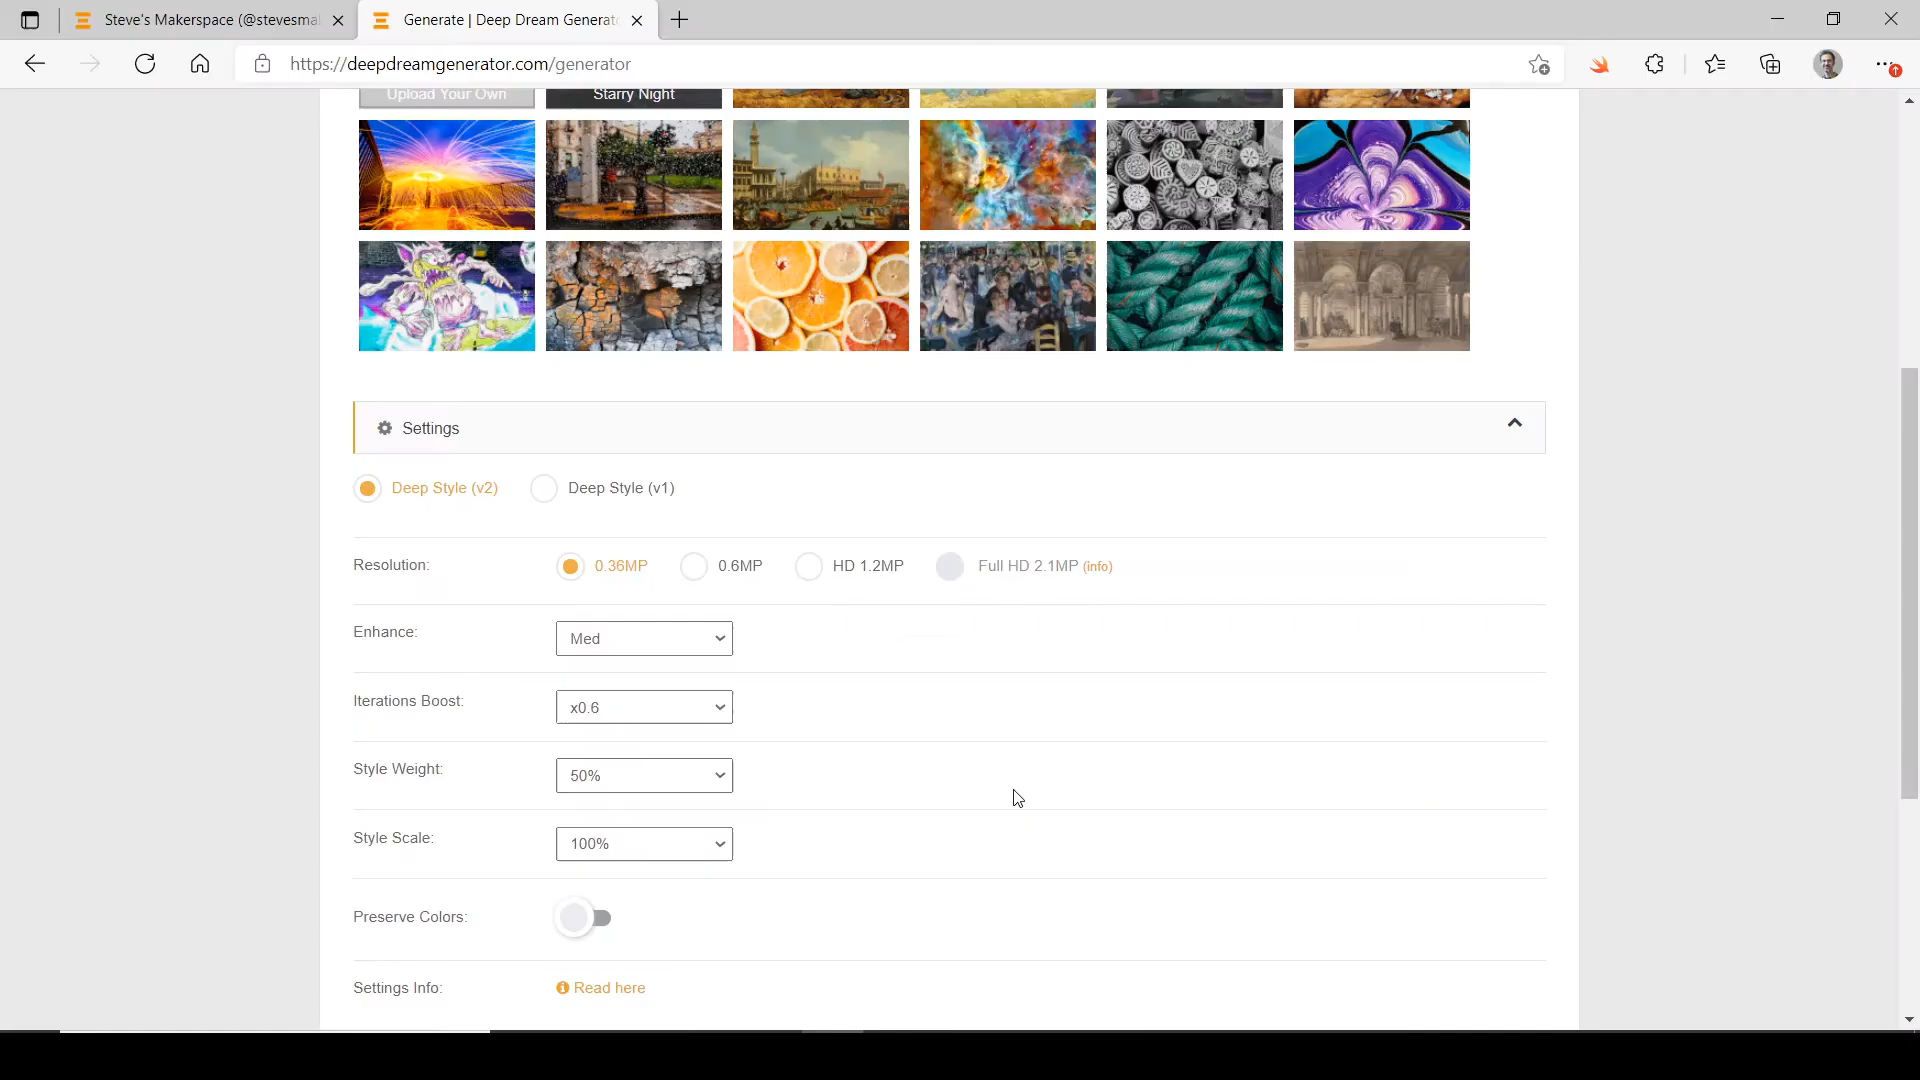 Steve's Makerspace (@stevesma
Generate | Deep Dream Generato
https://deepdreamgenerator.com/generator
Upload Your Own
Starry Night
Settings
Deep Style (v2)
Deep Style (v1)
Resolution:
0.36MP
0.6MP
HD 1.2MP
Full HD 2.1MP (info)
Enhance:
Med
Iterations Boost:
x0.6
Style Weight:
50%
Style Scale:
100%
Preserve Colors:
Settings Info:
Read here